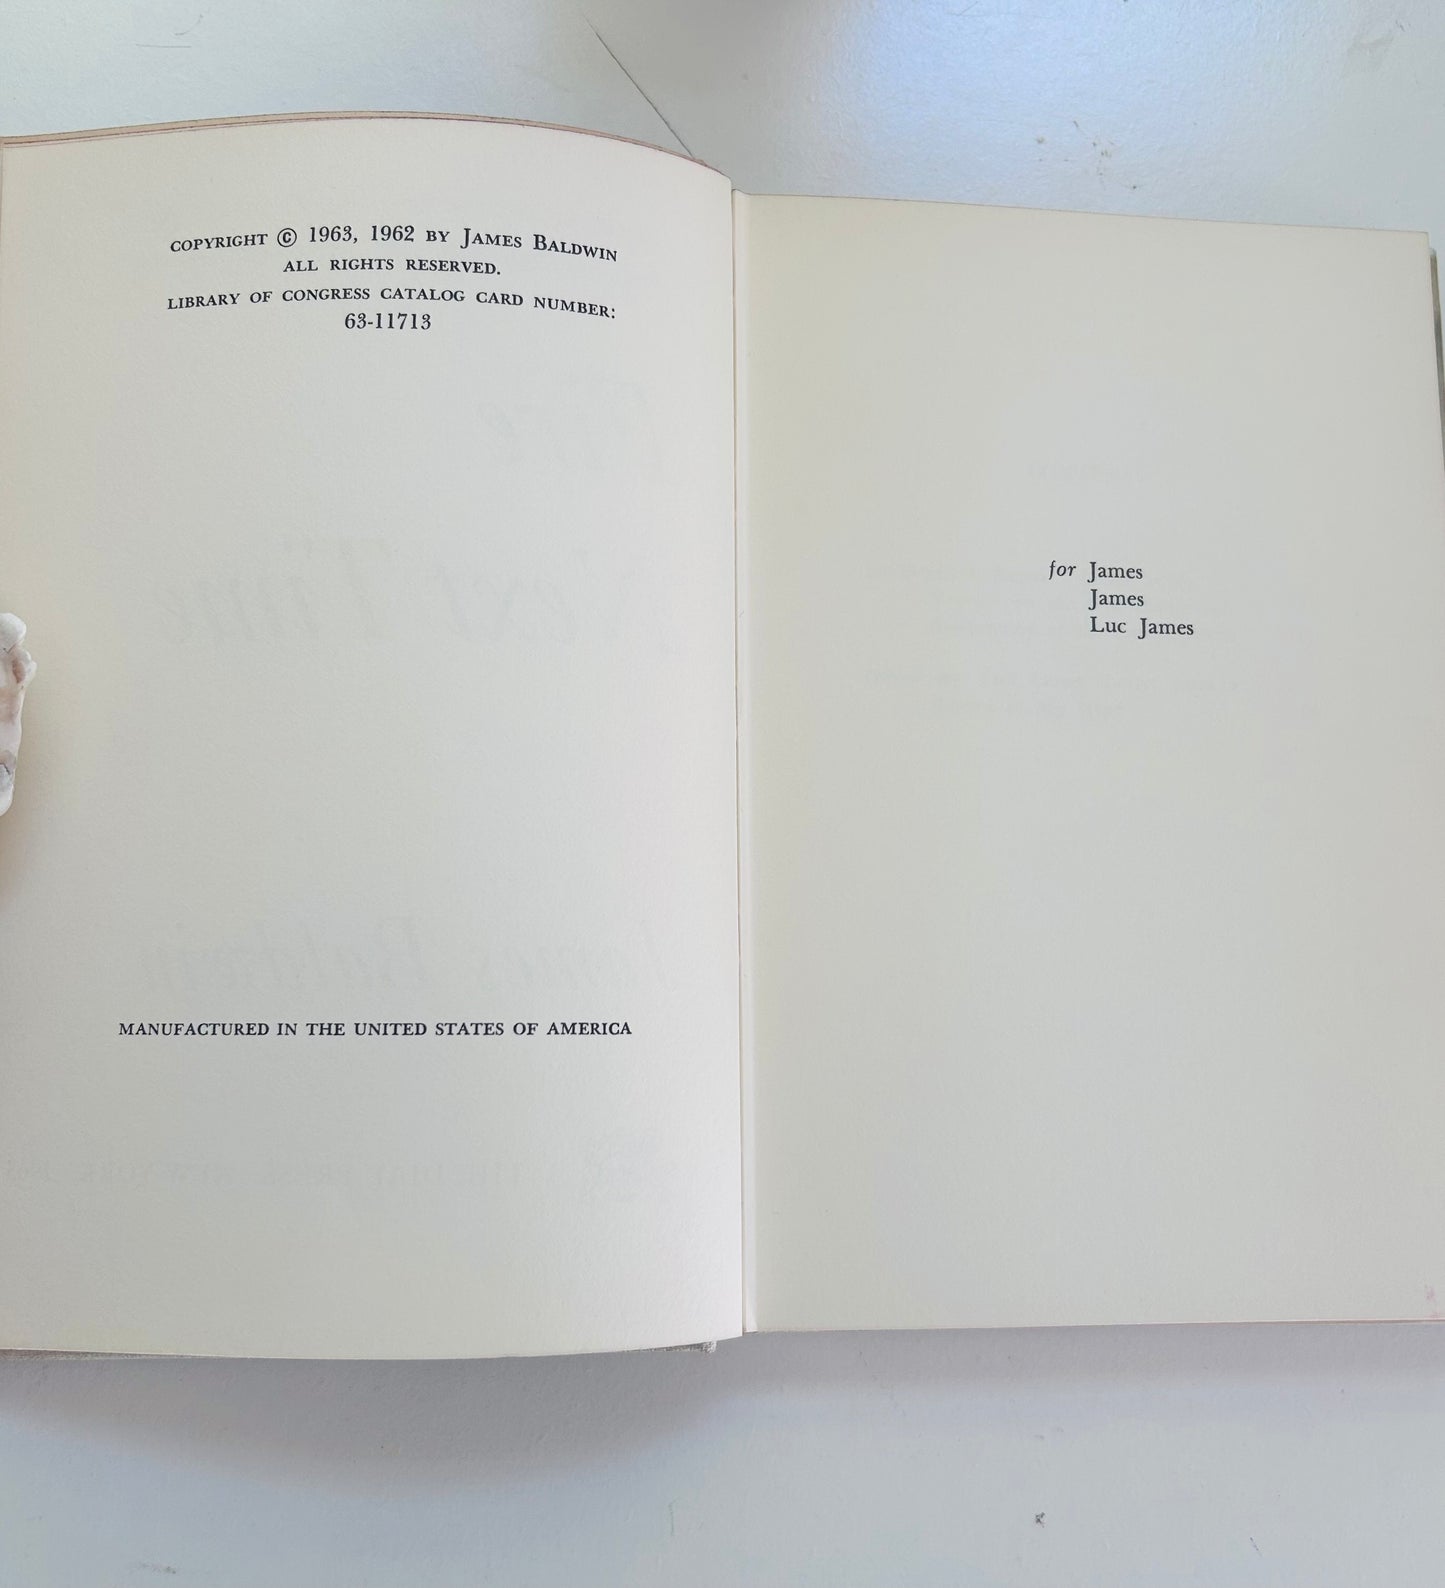 COPYRIGHT © 1963, 1962 BY JAMES BALDWIN
ALL RIGHTS RESERVED.
LIBRARY OF CONGRESS CATALOG CARD NUMBER:
63-11713
MANUFACTURED IN THE UNITED STATES OF AMERICA
for James
James
Luc James